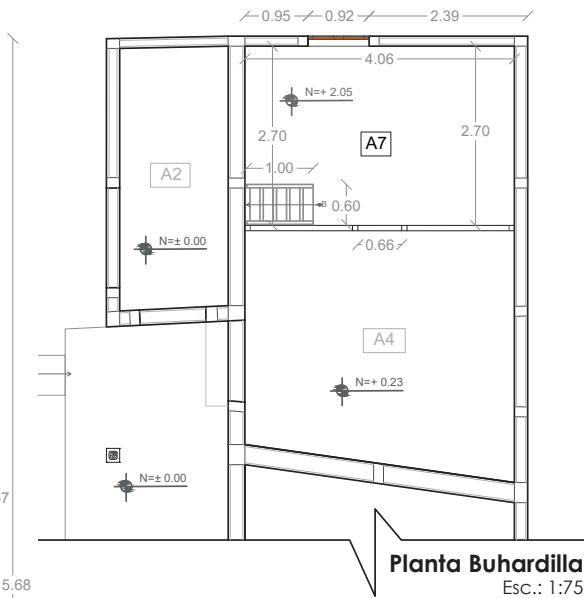 0.95 0.92 2.39
4.06
N=+ 2.05
2.70 2.70
A7
1.00
A2
B 0.60
N=± 0.00
0.66
A4
N=+ 0.23
N=± 0.00
5.68
Planta Buhardilla
Esc.: 1:75